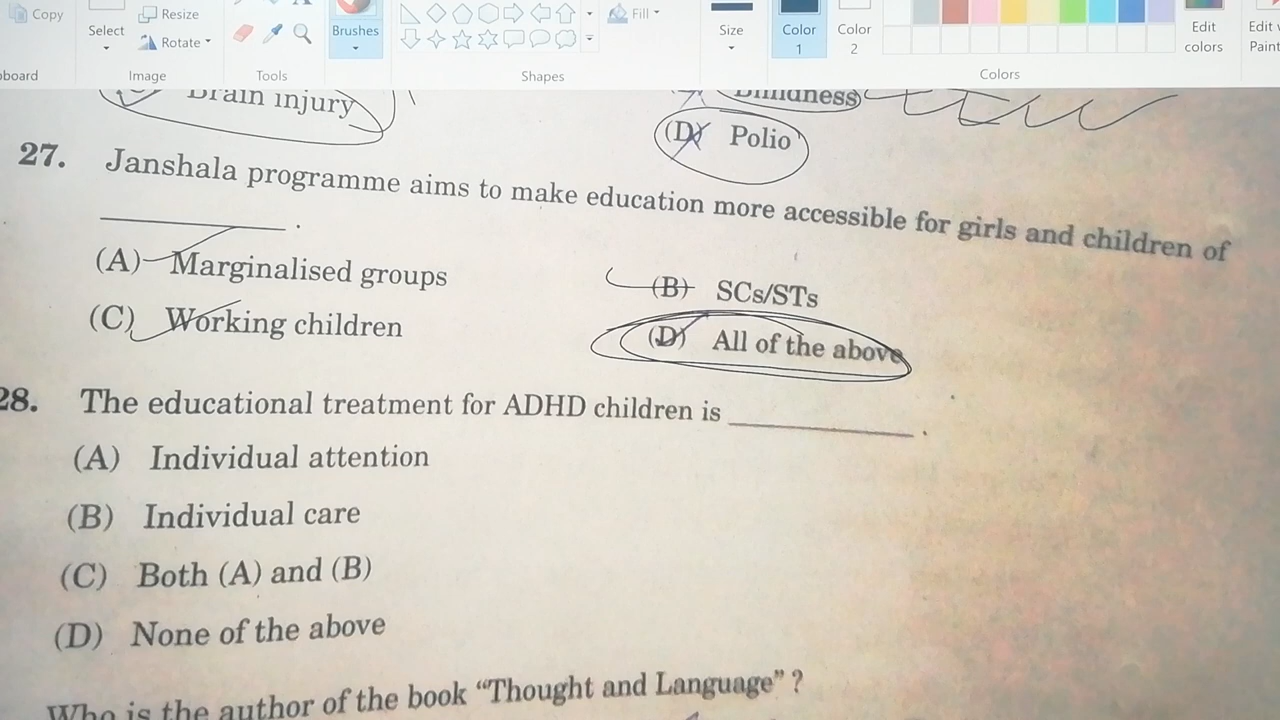 Copy
Resize
Select
Rotate
Brushes
Fill
Size
Color
1
Color
2
Edit
colors
Edit
Paint
board
Image
Tools
Shapes
Colors
Brain injury
Blindness
(D) Polio
27. Janshala programme aims to make education more accessible for girls and children of
.
(A) Marginalised groups
(B) SCs/STs
(C) Working children
(D) All of the above
28. The educational treatment for ADHD children is .
(A) Individual attention
(B) Individual care
(C) Both (A) and (B)
(D) None of the above
Who is the author of the book “Thought and Language” ?